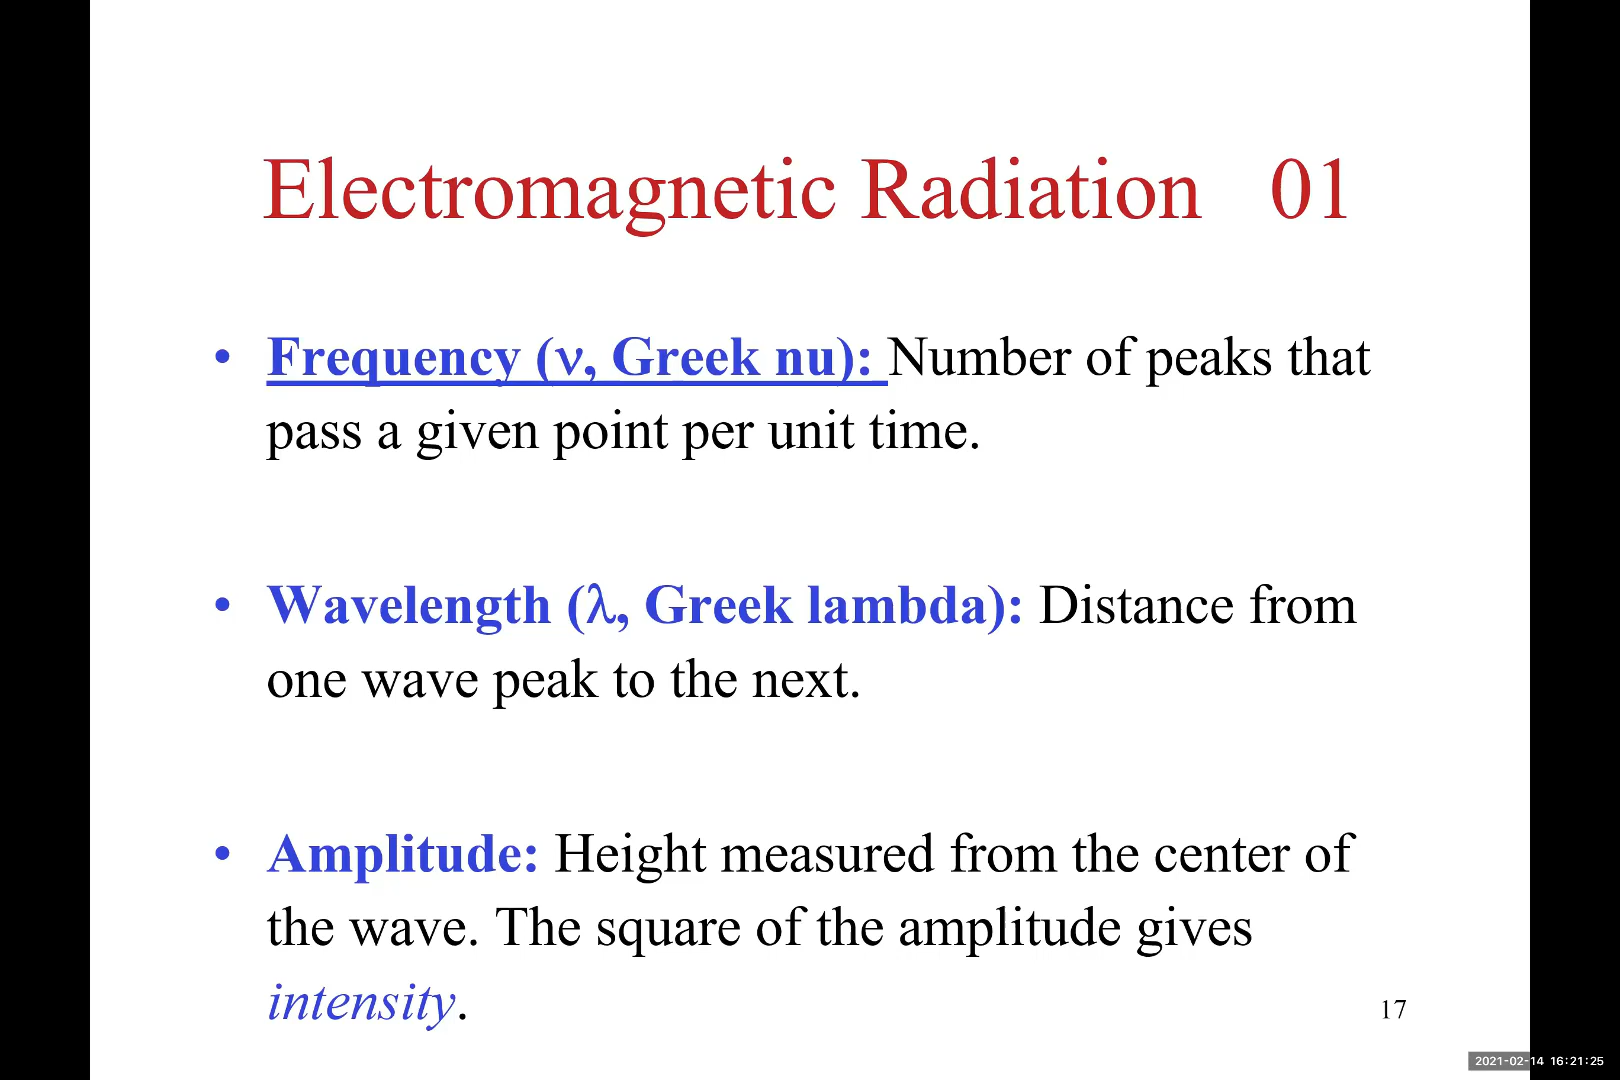 Electromagnetic Radiation 01
• Frequency (ν, Greek nu): Number of peaks that
pass a given point per unit time.
• Wavelength (λ, Greek lambda): Distance from
one wave peak to the next.
• Amplitude: Height measured from the center of
the wave. The square of the amplitude gives
intensity.
17
2021-02-14 16:21:25